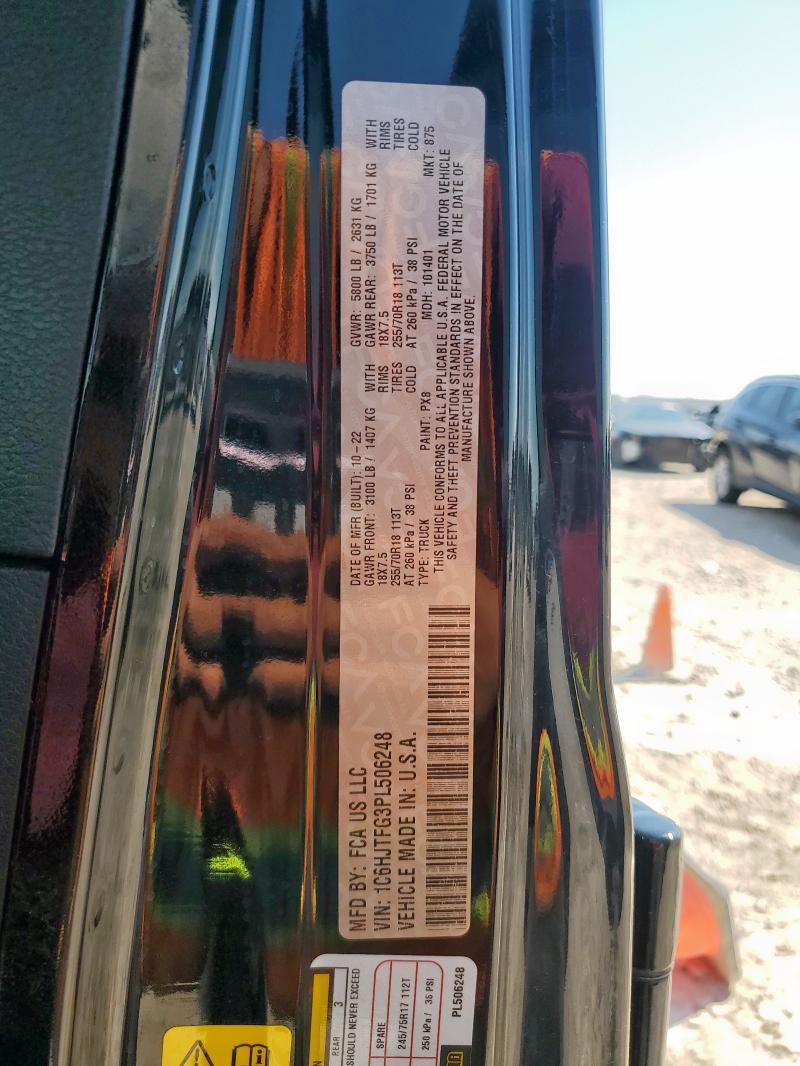 MFD BY: FCA US LLC
VIN: 1C6HJTFG3PL506248
VEHICLE MADE IN: U.S.A.
DATE OF MFR (BUILT): 10-22
GAWR FRONT: 3100 LB / 1407 KG WITH
18X7.5 RIMS
255/70R18 113T TIRES
AT 260 kPa / 38 PSI COLD
GVWR: 5800 LB / 2631 KG
GAWR REAR: 3750 LB / 1701 KG WITH
18X7.5 RIMS
255/70R18 113T TIRES
AT 260 kPa / 38 PSI COLD
TYPE: TRUCK PAINT: PX8 MDH: 101401 MKT: 875
THIS VEHICLE CONFORMS TO ALL APPLICABLE U.S.A. FEDERAL MOTOR VEHICLE
SAFETY AND THEFT PREVENTION STANDARDS IN EFFECT ON THE DATE OF
MANUFACTURE SHOWN ABOVE.
REAR 3
SHOULD NEVER EXCEED
SPARE
245/75R17 112T
250 kPa / 36 PSI
PL506248